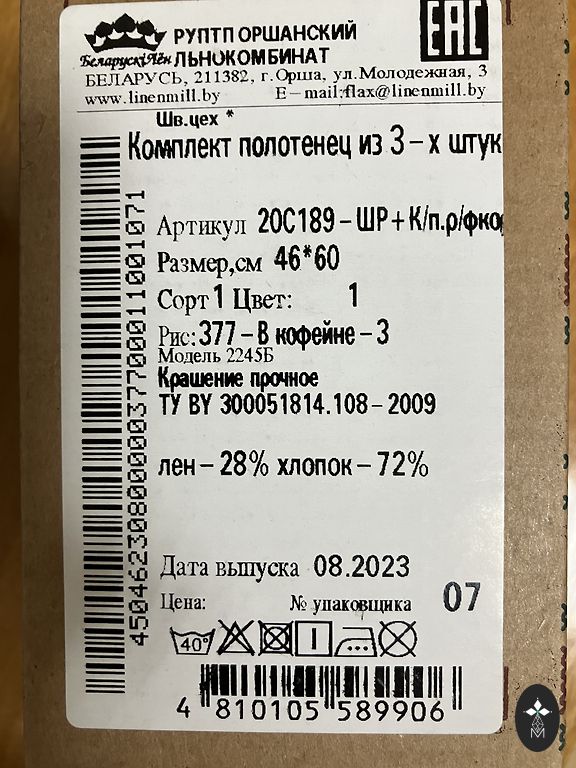 БеларускiЛён
РУПТП ОРШАНСКИЙ
ЛЬНОКОМБИНАТ
ЕАС
БЕЛАРУСЬ, 211382, г.Орша, ул.Молодежная, 3
www.linenmill.by E-mail:flax@linenmill.by
Шв.цех *
Комплект полотенец из 3-х штук
Артикул 20С189-ШР+К/п.р/фко
Размер,см 46*60
Сорт 1 Цвет: 1
Рис: 377-В кофейне-3
Модель 2245Б
Крашение прочное
ТУ BY 300051814.108-2009
лен-28% хлопок-72%
Дата выпуска 08.2023
Цена: № упаковщика 07
40°
4 810105 589906
45046230800000037700011001071
M